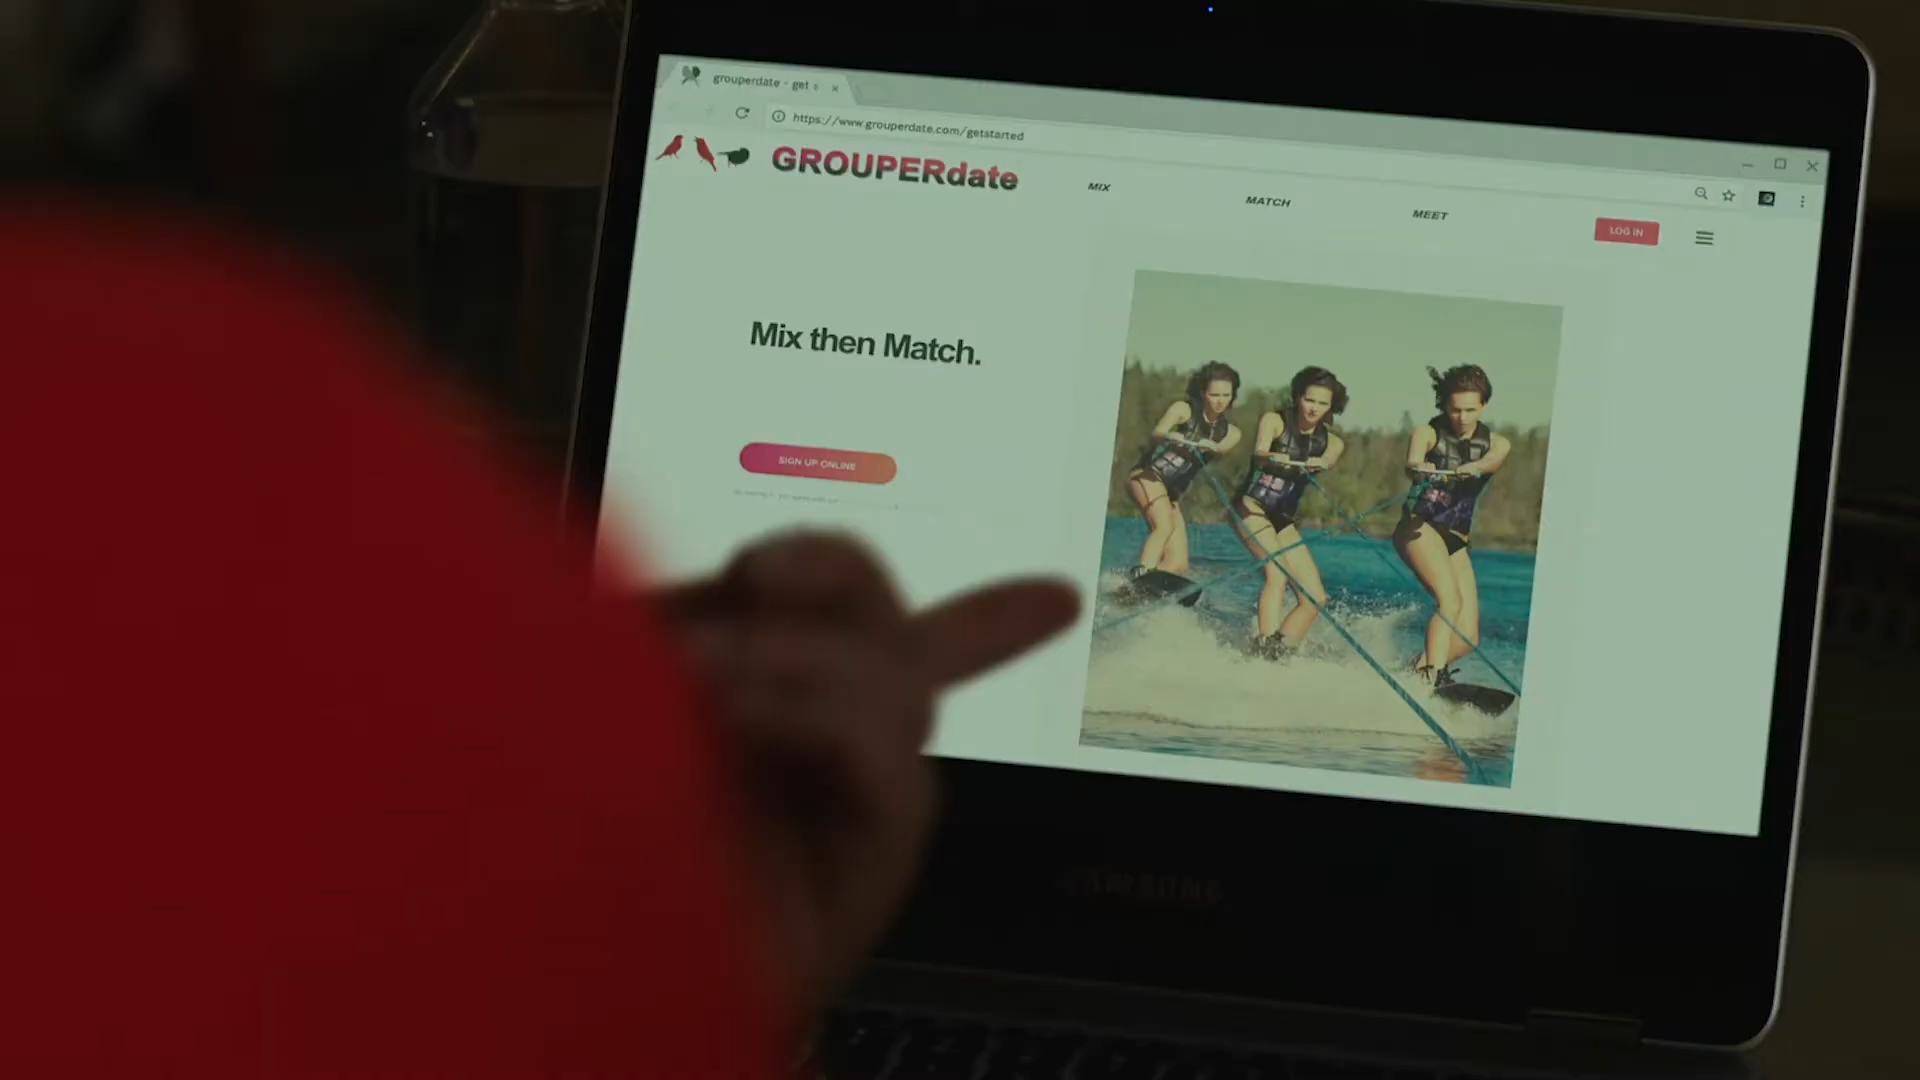 grouperdate - get s
https://www.grouperdate.com/getstarted
GROUPERdate
MIX
MATCH
MEET
LOG IN
Mix then Match.
SIGN UP ONLINE